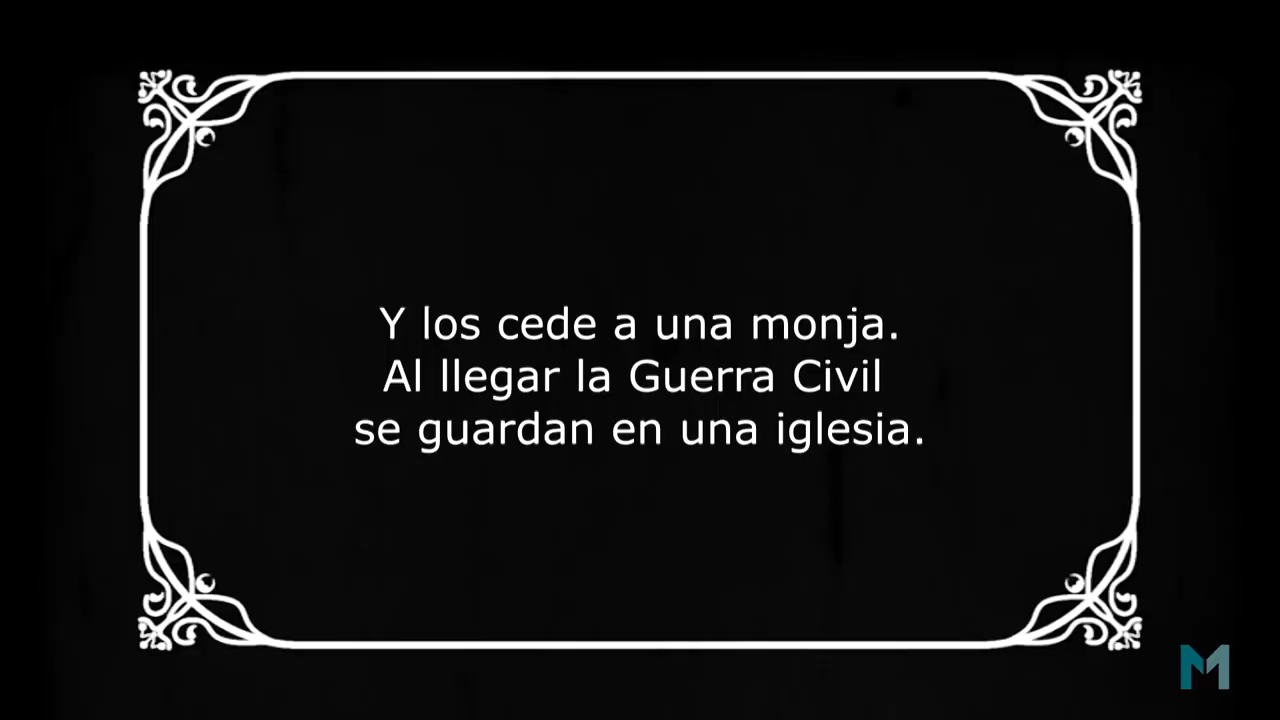 Y los cede a una monja.
Al llegar la Guerra Civil
se guardan en una iglesia.
M